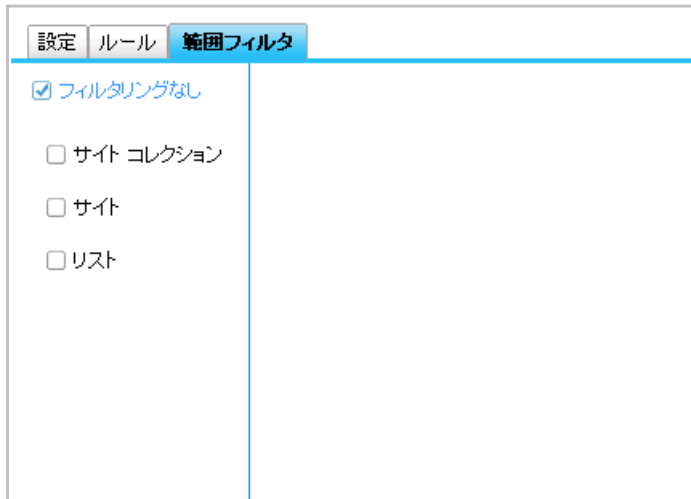 設定 ルール 範囲フィルタ
フィルタリングなし
サイト コレクション
サイト
リスト